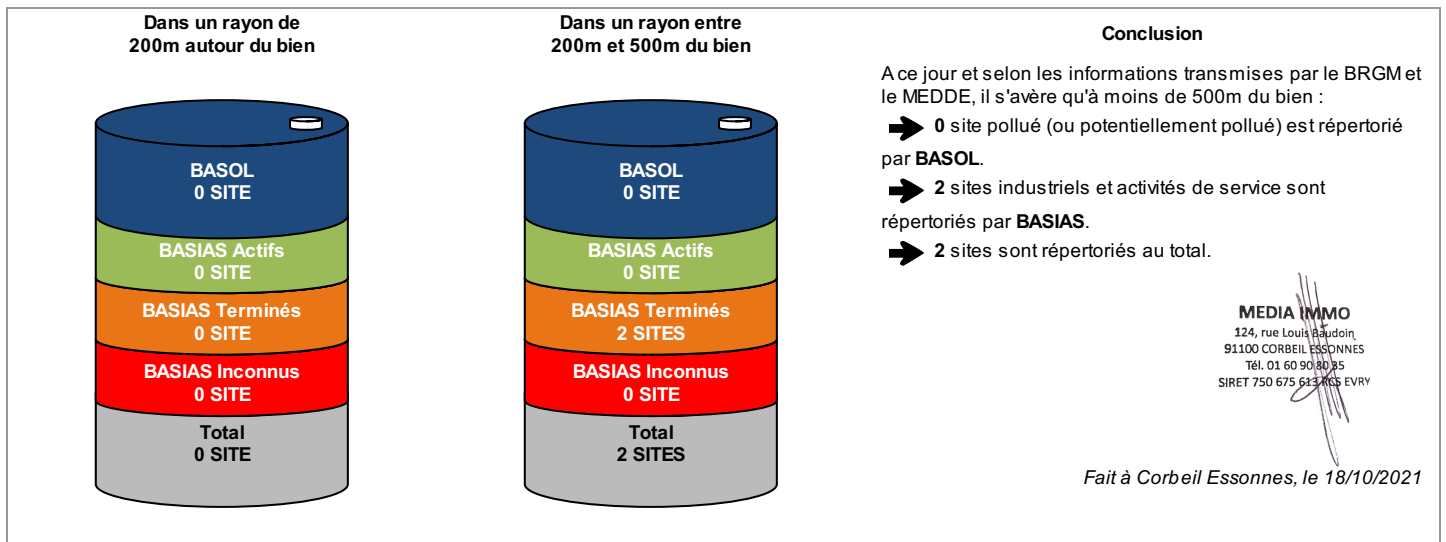 Dans un rayon de
200m autour du bien
BASOL
0 SITE
BASIAS Actifs
0 SITE
BASIAS Terminés
0 SITE
BASIAS Inconnus
0 SITE
Total
0 SITE
Dans un rayon entre
200m et 500m du bien
BASOL
0 SITE
BASIAS Actifs
0 SITE
BASIAS Terminés
2 SITES
BASIAS Inconnus
0 SITE
Total
2 SITES
Conclusion
A ce jour et selon les informations transmises par le BRGM et
le MEDDE, il s'avère qu'à moins de 500m du bien :
0 site pollué (ou potentiellement pollué) est répertorié
par BASOL.
2 sites industriels et activités de service sont
répertoriés par BASIAS.
2 sites sont répertoriés au total.
MEDIA IMMO
124, rue Louis Baudoin
91100 CORBEIL ESSONNES
Tél. 01 60 90 80 85
SIRET 750 675 613 RCS EVRY
Fait à Corbeil Essonnes, le 18/10/2021